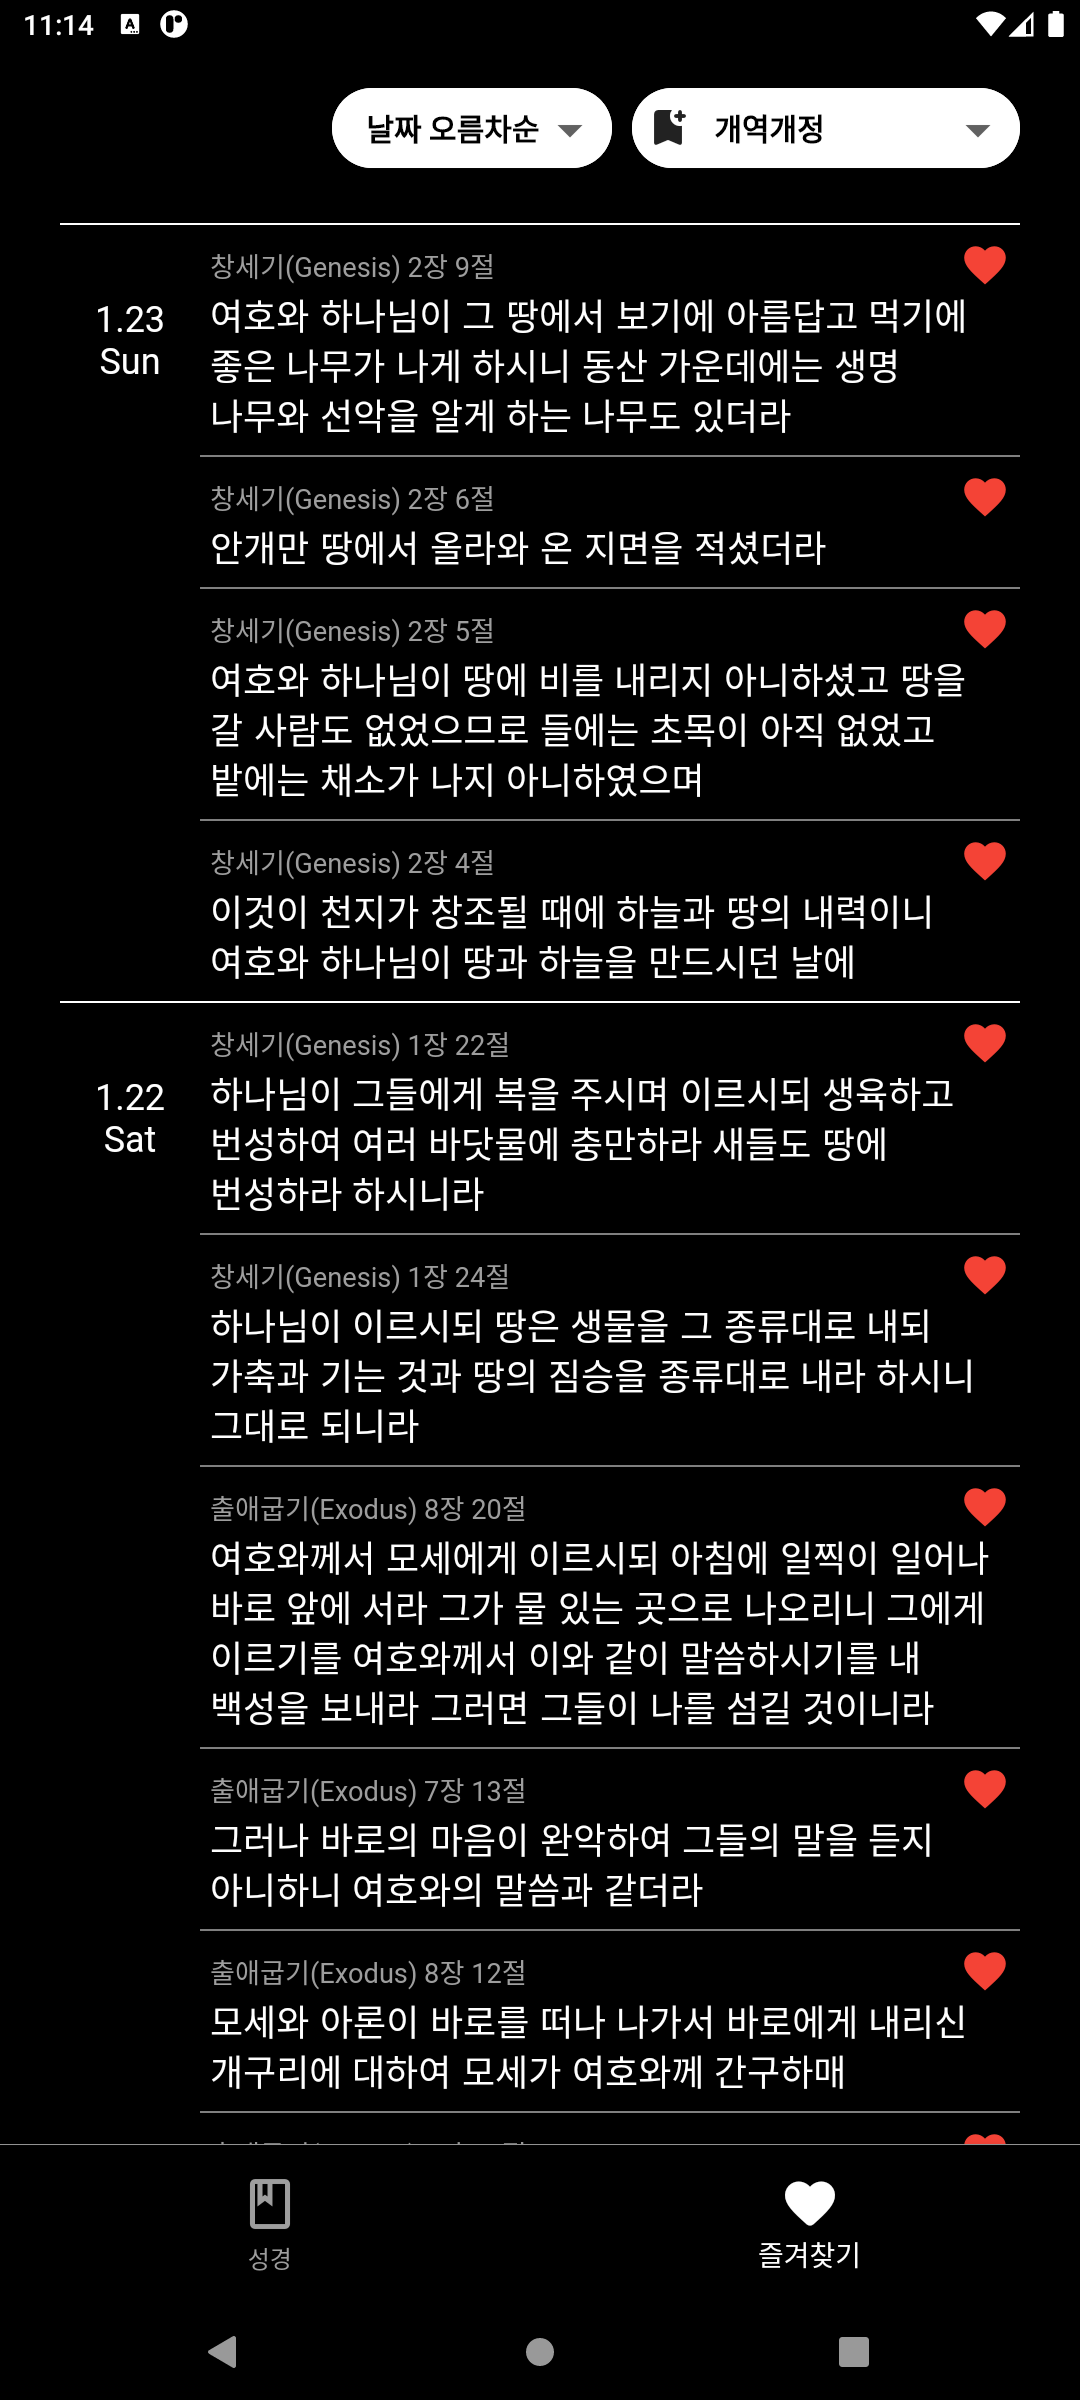 11:14
날짜 오름차순
개역개정
창세기(Genesis) 2장 9절
1.23
Sun
여호와 하나님이 그 땅에서 보기에 아름답고 먹기에
좋은 나무가 나게 하시니 동산 가운데에는 생명
나무와 선악을 알게 하는 나무도 있더라
창세기(Genesis) 2장 6절
안개만 땅에서 올라와 온 지면을 적셨더라
창세기(Genesis) 2장 5절
여호와 하나님이 땅에 비를 내리지 아니하셨고 땅을
갈 사람도 없었으므로 들에는 초목이 아직 없었고
밭에는 채소가 나지 아니하였으며
창세기(Genesis) 2장 4절
이것이 천지가 창조될 때에 하늘과 땅의 내력이니
여호와 하나님이 땅과 하늘을 만드시던 날에
창세기(Genesis) 1장 22절
1.22
Sat
하나님이 그들에게 복을 주시며 이르시되 생육하고
번성하여 여러 바닷물에 충만하라 새들도 땅에
번성하라 하시니라
창세기(Genesis) 1장 24절
하나님이 이르시되 땅은 생물을 그 종류대로 내되
가축과 기는 것과 땅의 짐승을 종류대로 내라 하시니
그대로 되니라
출애굽기(Exodus) 8장 20절
여호와께서 모세에게 이르시되 아침에 일찍이 일어나
바로 앞에 서라 그가 물 있는 곳으로 나오리니 그에게
이르기를 여호와께서 이와 같이 말씀하시기를 내
백성을 보내라 그러면 그들이 나를 섬길 것이니라
출애굽기(Exodus) 7장 13절
그러나 바로의 마음이 완악하여 그들의 말을 듣지
아니하니 여호와의 말씀과 같더라
출애굽기(Exodus) 8장 12절
모세와 아론이 바로를 떠나 나가서 바로에게 내리신
개구리에 대하여 모세가 여호와께 간구하매
성경
즐겨찾기